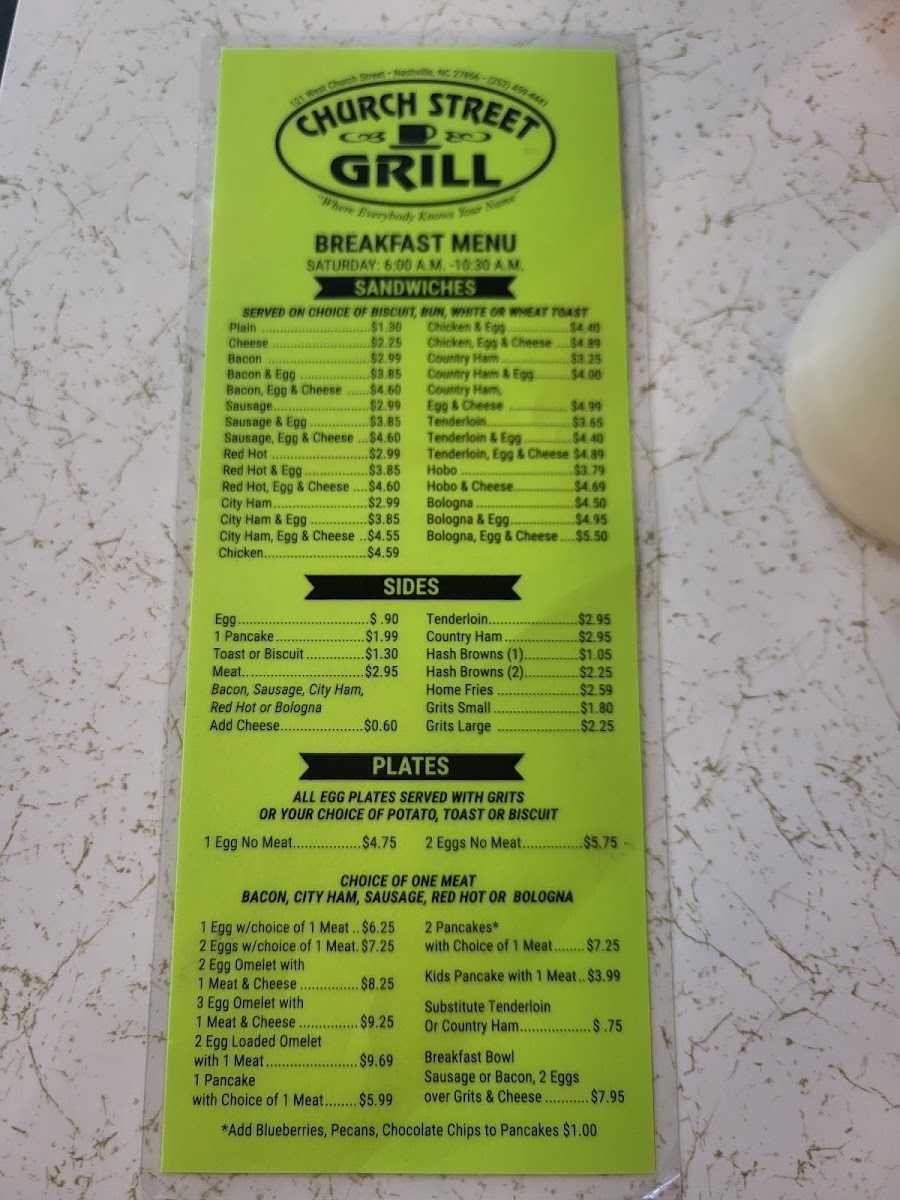 121 West Church Street - Nashville, NC 27856 - (252) 459-4441
CHURCH STREET
GRILL
"Where Everybody Knows Your Name"
BREAKFAST MENU
SATURDAY: 6:00 A.M. -10:30 A.M.
SANDWICHES
SERVED ON CHOICE OF BISCUIT, BUN, WHITE OR WHEAT TOAST
Plain ..........................$1.30
Cheese ..........................$2.25
Bacon ..........................$2.99
Bacon & Egg ..................$3.85
Bacon, Egg & Cheese ......$4.60
Sausage........................$2.99
Sausage & Egg ................$3.85
Sausage, Egg & Cheese ...$4.60
Red Hot ........................$2.99
Red Hot & Egg ................$3.85
Red Hot, Egg & Cheese ....$4.60
City Ham........................$2.99
City Ham & Egg ...............$3.85
City Ham, Egg & Cheese ..$4.55
Chicken..........................$4.59
Chicken & Egg ................$4.40
Chicken, Egg & Cheese ....$4.89
Country Ham...................$3.25
Country Ham & Egg.........$4.00
Country Ham,
Egg & Cheese ................$4.99
Tenderloin......................$3.65
Tenderloin & Egg .............$4.40
Tenderloin, Egg & Cheese $4.89
Hobo .............................$3.79
Hobo & Cheese................$4.69
Bologna .........................$4.50
Bologna & Egg.................$4.95
Bologna, Egg & Cheese ....$5.50
SIDES
Egg................................$ .90
1 Pancake......................$1.99
Toast or Biscuit ..............$1.30
Meat..............................$2.95
Bacon, Sausage, City Ham,
Red Hot or Bologna
Add Cheese....................$0.60
Tenderloin......................$2.95
Country Ham ..................$2.95
Hash Browns (1).............$1.05
Hash Browns (2).............$2.25
Home Fries ....................$2.59
Grits Small .....................$1.80
Grits Large ....................$2.25
PLATES
ALL EGG PLATES SERVED WITH GRITS
OR YOUR CHOICE OF POTATO, TOAST OR BISCUIT
1 Egg No Meat.................$4.75
2 Eggs No Meat...............$5.75
CHOICE OF ONE MEAT
BACON, CITY HAM, SAUSAGE, RED HOT OR BOLOGNA
1 Egg w/choice of 1 Meat ..$6.25
2 Eggs w/choice of 1 Meat.$7.25
2 Egg Omelet with
1 Meat & Cheese ..............$8.25
3 Egg Omelet with
1 Meat & Cheese ..............$9.25
2 Egg Loaded Omelet
with 1 Meat ......................$9.69
1 Pancake
with Choice of 1 Meat........$5.99
2 Pancakes*
with Choice of 1 Meat........$7.25
Kids Pancake with 1 Meat..$3.99
Substitute Tenderloin
Or Country Ham..................$ .75
Breakfast Bowl
Sausage or Bacon, 2 Eggs
over Grits & Cheese ...........$7.95
*Add Blueberries, Pecans, Chocolate Chips to Pancakes $1.00